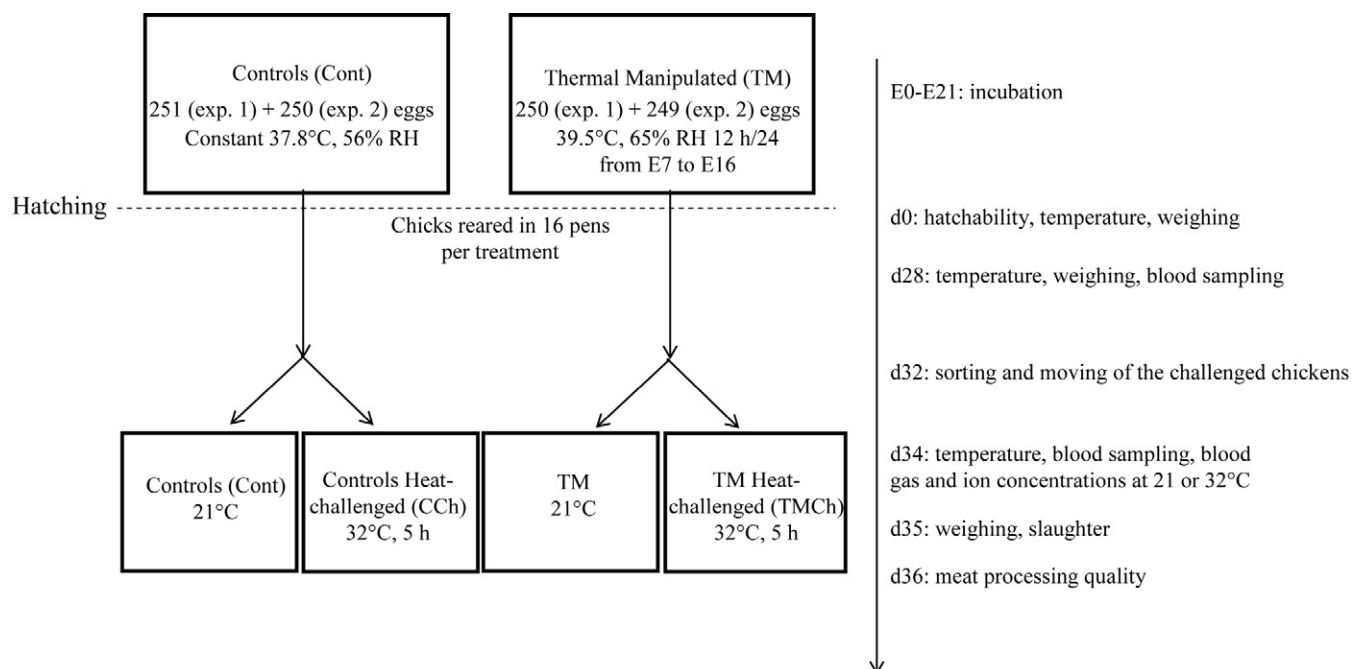 Controls (Cont)
251 (exp. 1) + 250 (exp. 2) eggs
Constant 37.8°C, 56% RH
Thermal Manipulated (TM)
250 (exp. 1) + 249 (exp. 2) eggs
39.5°C, 65% RH 12 h/24
from E7 to E16
E0-E21: incubation
Hatching
Chicks reared in 16 pens
per treatment
d0: hatchability, temperature, weighing
d28: temperature, weighing, blood sampling
d32: sorting and moving of the challenged chickens
Controls (Cont)
21°C
Controls Heat-
challenged (CCh)
32°C, 5 h
TM
21°C
TM Heat-
challenged (TMCh)
32°C, 5 h
d34: temperature, blood sampling, blood
gas and ion concentrations at 21 or 32°C
d35: weighing, slaughter
d36: meat processing quality